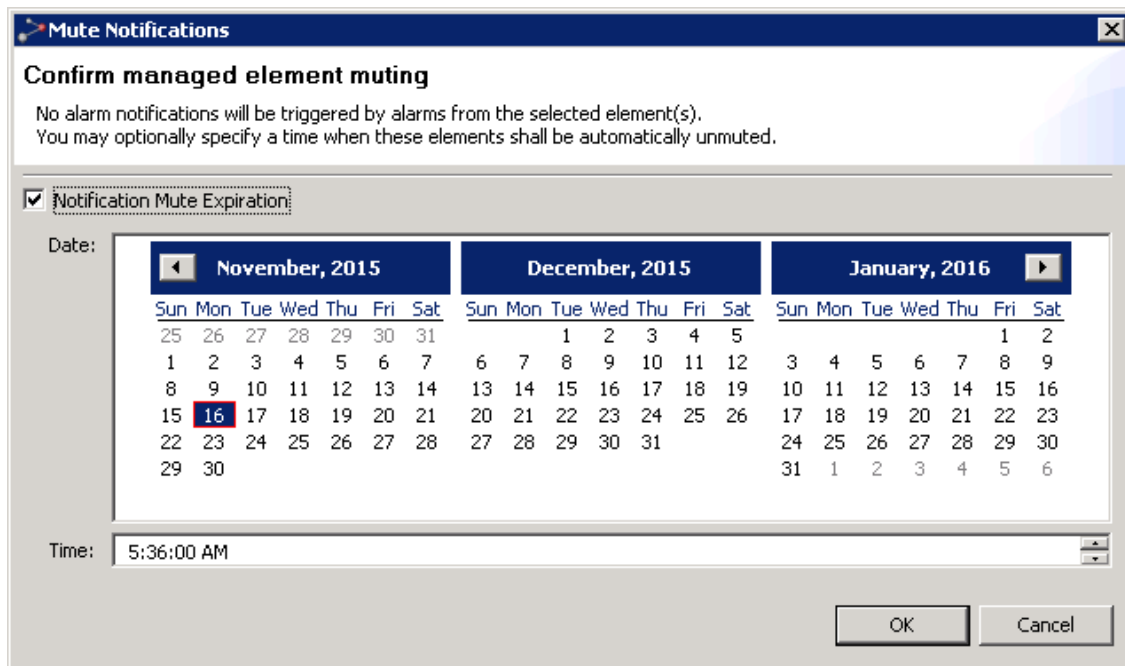 Mute Notifications
Confirm managed element muting
No alarm notifications will be triggered by alarms from the selected element(s).
You may optionally specify a time when these elements shall be automatically unmuted.
Notification Mute Expiration
Date:
November, 2015 December, 2015 January, 2016
Sun Mon Tue Wed Thu Fri Sat Sun Mon Tue Wed Thu Fri Sat Sun Mon Tue Wed Thu Fri Sat
25 26 27 28 29 30 31 1 2 3 4 5 1 2
1 2 3 4 5 6 7 6 7 8 9 10 11 12 3 4 5 6 7 8 9
8 9 10 11 12 13 14 13 14 15 16 17 18 19 10 11 12 13 14 15 16
15 16 17 18 19 20 21 20 21 22 23 24 25 26 17 18 19 20 21 22 23
22 23 24 25 26 27 28 27 28 29 30 31 24 25 26 27 28 29 30
29 30 31 1 2 3 4 5 6
Time: 5:36:00 AM
OK Cancel